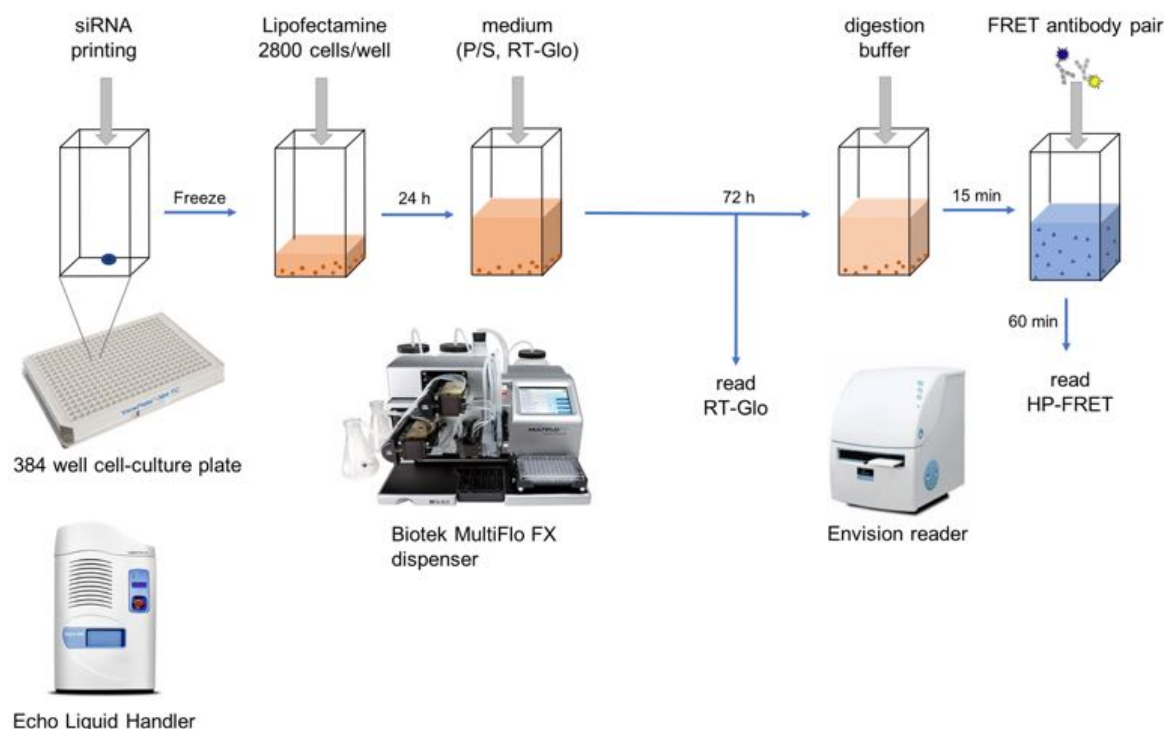 siRNA
printing
Lipofectamine
2800 cells/well
medium
(P/S, RT-Glo)
digestion
buffer
FRET antibody pair
Freeze
24 h
72 h
15 min
60 min
read
RT-Glo
read
HP-FRET
384 well cell-culture plate
Biotek MultiFlo FX
dispenser
Envision reader
Echo Liquid Handler